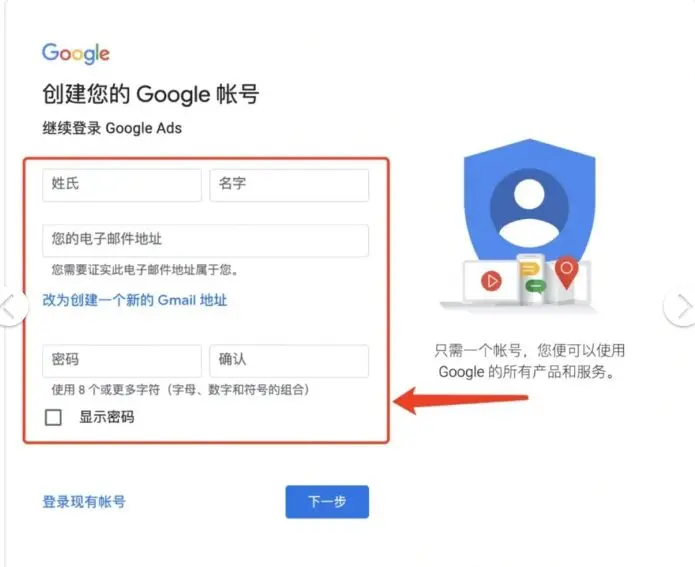 Google
创建您的 Google 帐号
继续登录 Google Ads
姓氏
名字
您的电子邮件地址
您需要证实此电子邮件地址属于您。
改为创建一个新的 Gmail 地址
密码
确认
使用 8 个或更多字符（字母、数字和符号的组合）
显示密码
登录现有帐号
下一步
只需一个帐号，您便可以使用
Google 的所有产品和服务。